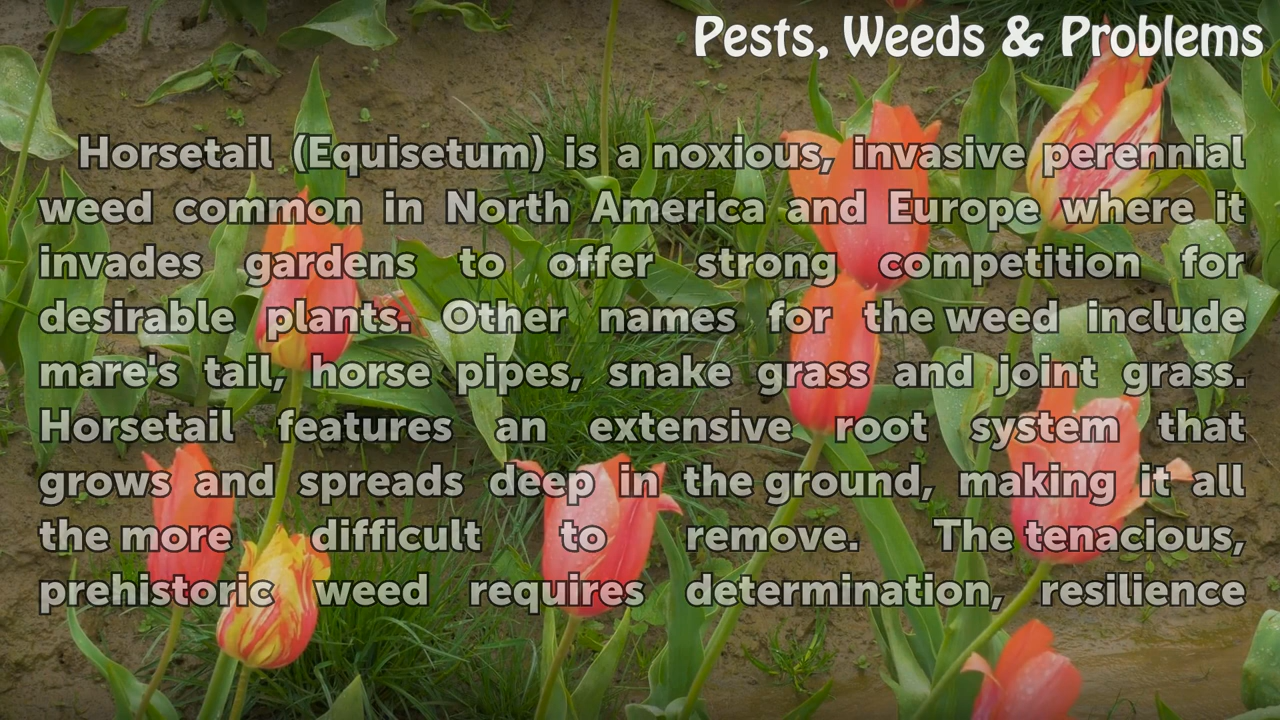 Pests, Weeds & Problems
Horsetail (Equisetum) is a noxious, invasive perennial
weed common in North America and Europe where it
invades gardens to offer strong competition for
desirable plants. Other names for the weed include
mare's tail, horse pipes, snake grass and joint grass.
Horsetail features an extensive root system that
grows and spreads deep in the ground, making it all
the more difficult to remove. The tenacious,
prehistoric weed requires determination, resilience